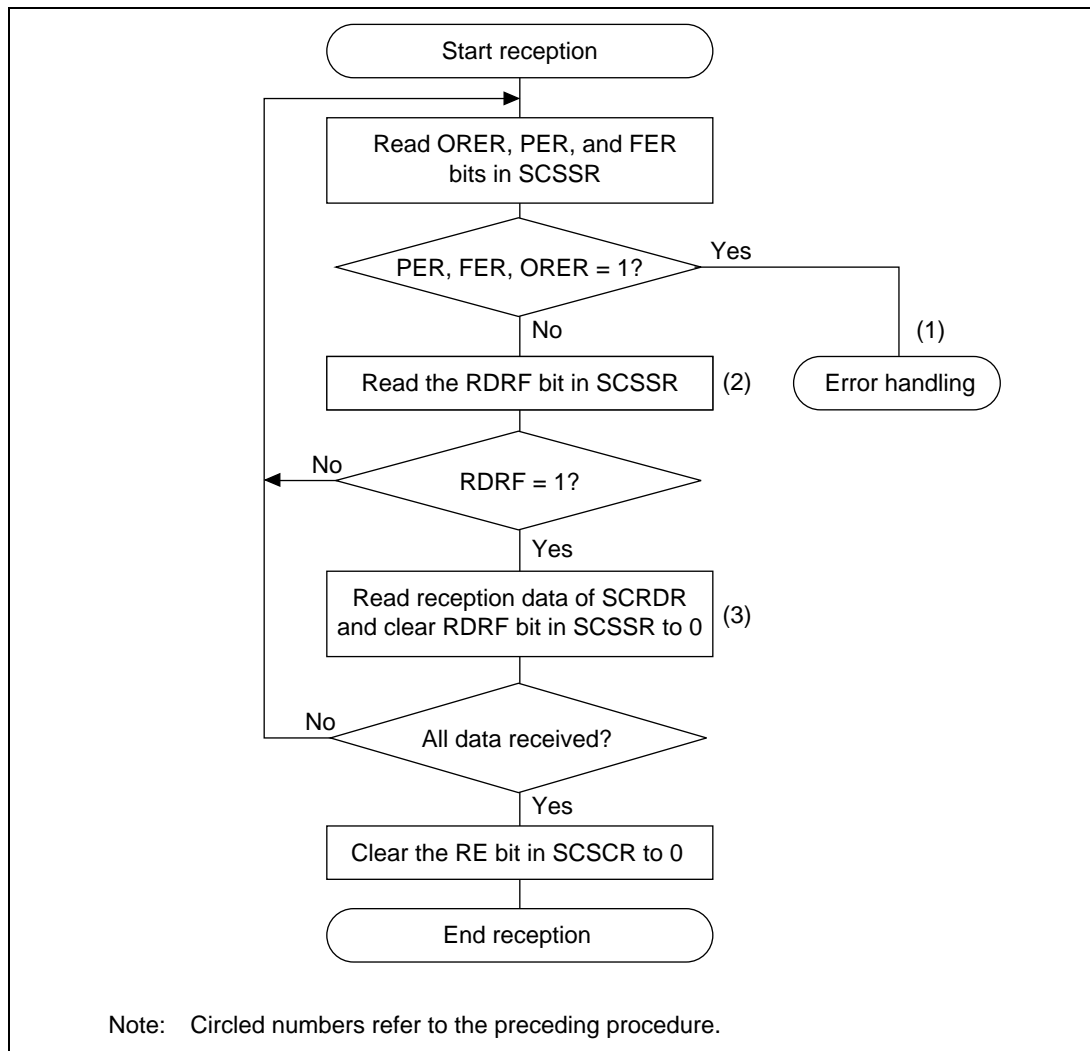 Start reception
Read ORER, PER, and FER
bits in SCSSR
PER, FER, ORER = 1?
Yes
No
(1)
Error handling
Read the RDRF bit in SCSSR
(2)
No
RDRF = 1?
Yes
Read reception data of SCRDR
and clear RDRF bit in SCSSR to 0
(3)
No
All data received?
Yes
Clear the RE bit in SCSCR to 0
End reception
Note: Circled numbers refer to the preceding procedure.